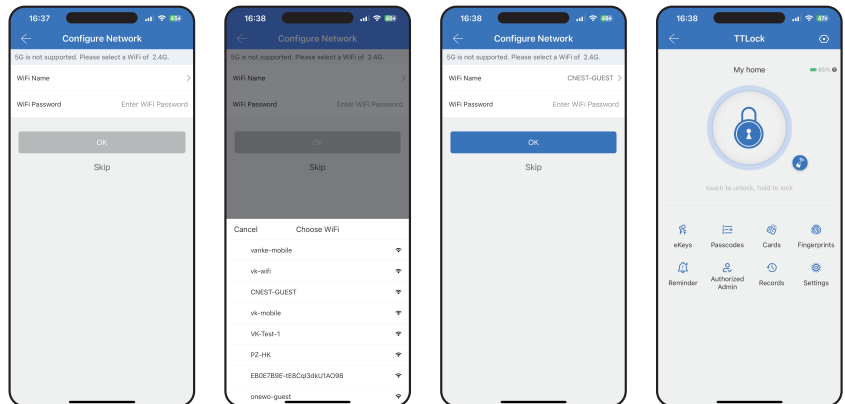 16:37
45+
Configure Network
5G is not supported. Please select a WiFi of 2.4G.
WiFi Name
WiFi Password Enter WiFi Password
OK
Skip
16:38
46+
Configure Network
5G is not supported. Please select a WiFi of 2.4G.
WiFi Name
WiFi Password Enter WiFi Password
OK
Skip
Cancel Choose WiFi
vanke-mobile
vk-wifi
CNEST-GUEST
vk-mobile
VK-Test-1
PZ-HK
EB0E7B9E-tE8Cql3dkU1AO98
onewo-guest
16:38
46+
Configure Network
5G is not supported. Please select a WiFi of 2.4G.
WiFi Name CNEST-GUEST
WiFi Password Enter WiFi Password
OK
Skip
16:38
47+
TTLock
My home
85%
touch to unlock, hold to lock
eKeys Passcodes Cards Fingerprints
Reminder Authorized Admin Records Settings